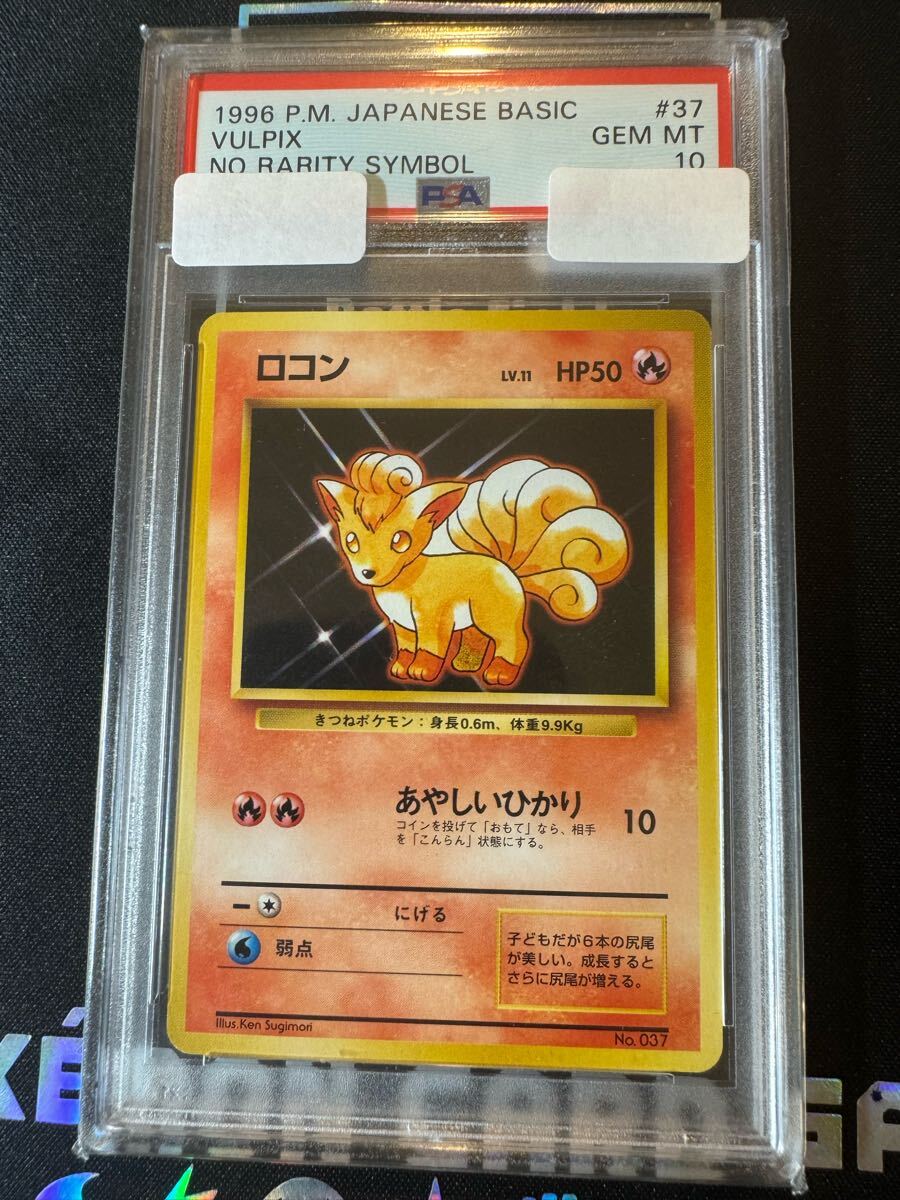 1996 P.M. JAPANESE BASIC #37
VULPIX GEM MT
NO RARITY SYMBOL 10
PSA
ロコン LV.11 HP50
きつねポケモン：身長0.6m、体重9.9Kg
あやしいひかり 10
コインを投げて「おもて」なら、相手
を「こんらん」状態にする。
− にげる
弱点
子どもだが6本の尻尾
が美しい。成長すると
さらに尻尾が増える。
Illus.Ken Sugimori
No.037